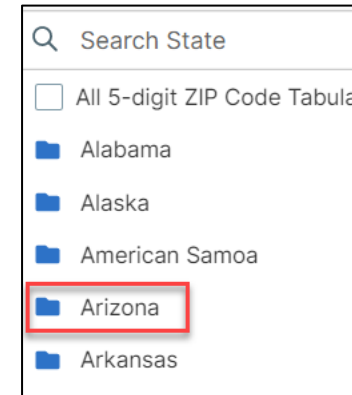 Search State
All 5-digit ZIP Code Tabula
Alabama
Alaska
American Samoa
Arizona
Arkansas